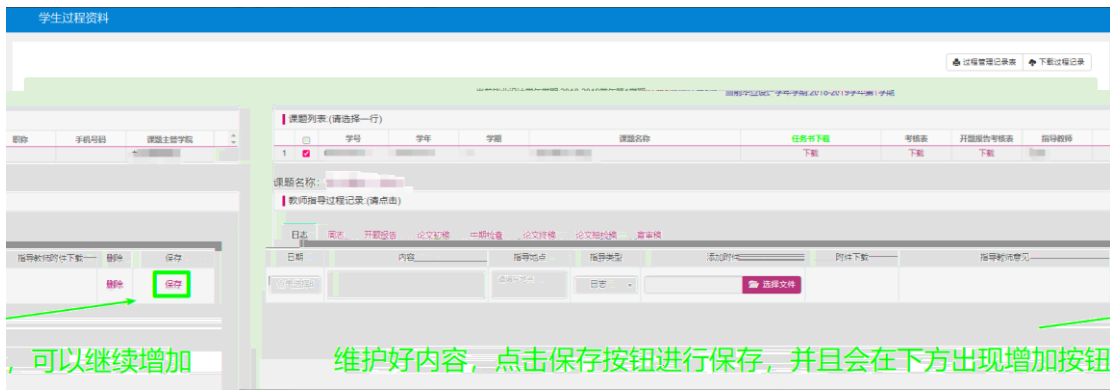 学生过程资料
过程管理记录表 下载过程记录
课题列表:(请选择一行)
职称 手机号码 课题主管学院
学号 学年 学期 课题名称 任务书下载 考核表 开题报告考核表 指导教师
1 下载 下载 下载
课题名称:
教师指导过程记录:(请点击)
日志 周志 开题报告 论文初稿 中期检查 论文终稿
指导教师附件下载 删除 保存
日期 内容 指导地点 指导类型 添加附件 附件下载 指导教师意见
删除 保存
日志 选择文件
,可以继续增加
维护好内容,点击保存按钮进行保存,并且会在下方出现增加按钮